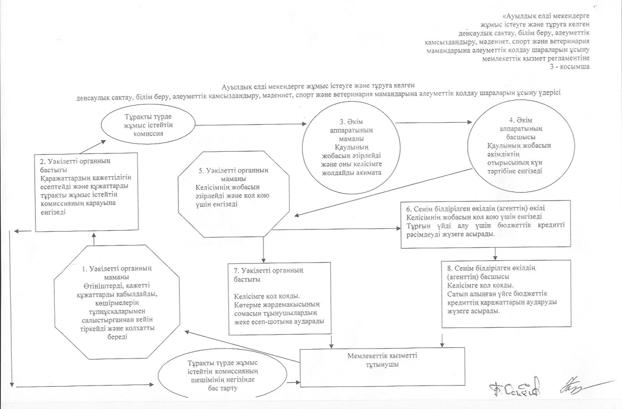 «Ауылдық елді мекендерге
жұмыс істеуге және тұруға келген
денсаулық сақтау, білім беру, әлеуметтік
қамсыздандыру, мәдениет, спорт және ветеринария
мамандарына әлеуметтік қолдау шараларын ұсыну
мемлекеттік қызмет регламентіне
3 - қосымша
Ауылдық елді мекендерге жұмыс істеуге және тұруға келген
денсаулық сақтау, білім беру, әлеуметтік қамсыздандыру, мәдениет, спорт және ветеринария мамандарына әлеуметтік қолдау шараларын ұсыну үдерісі
Тұрақты түрде
жұмыс істейтін
комиссия
3. Әкім
аппаратының
маманы
Қаулының
жобасын әзірлейді
және оны келісімге
жолдайды акимата
4. Әкім
аппаратының
басшысы
Қаулының жобасын
әкімдіктің
отырысының күн
тәртібіне енгізеді
2. Уәкілетті органның
бастығы
Қаражаттардың қажеттілігін
есептейді және құжаттарды
тұрақты жұмыс істейтін
комиссияның қарауына
енгізеді
5. Уәкілетті органның
маманы
Келісімнің жобасын
әзірлейді және қол қою
үшін енгізеді
6. Сенім білдірілген өкілдің (агенттің) өкілі
Келісімнің жобасын қол қою үшін енгізеді
Тұрғын үйді алу үшін бюджеттік кредитті
рәсімдеуді жүзеге асырады.
1. Уәкілетті органның
маманы
Өтініштерді, қажетті
құжаттарды қабылдайды,
көшірмелерін
түпнұсқаларымен
салыстырғаннан кейін
тіркейді және қолхатты
береді
7. Уәкілетті органның
бастығы
Келісімге қол қояды.
Көтерме жәрдемақысының
сомасын тұтынушылардың
жеке есеп-шотына аударады
8. Сенім білдірілген өкілдің
(агенттің) басшысы
Келісімге қол қояды.
Сатып алынған үйге бюджеттік
кредиттің қаражатын аударуды
жүзеге асырады.
Тұрақты түрде жұмыс
істейтін комиссияның
шешімінің негізінде
бас тарту
Мемлекеттік қызметті
тұтынушы